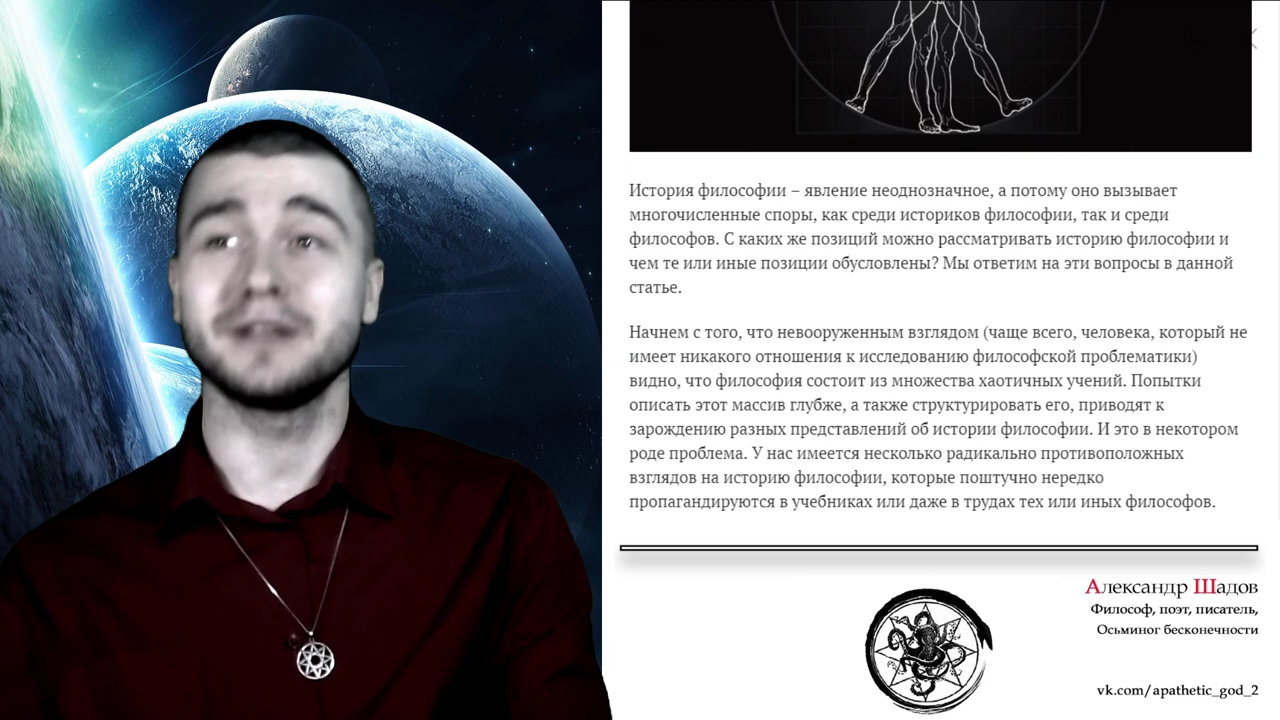 История философии – явление неоднозначное, а потому оно вызывает
многочисленные споры, как среди историков философии, так и среди
философов. С каких же позиций можно рассматривать историю философии и
чем те или иные позиции обусловлены? Мы ответим на эти вопросы в данной
статье.
Начнем с того, что невооруженным взглядом (чаще всего, человека, который не
имеет никакого отношения к исследованию философской проблематики)
видно, что философия состоит из множества хаотичных учений. Попытки
описать этот массив глубже, а также структурировать его, приводят к
зарождению разных представлений об истории философии. И это в некотором
роде проблема. У нас имеется несколько радикально противоположных
взглядов на историю философии, которые поштучно нередко
пропагандируются в учебниках или даже в трудах тех или иных философов.
Александр Шадов
Философ, поэт, писатель,
Осьминог бесконечности
vk.com/apathetic_god_2